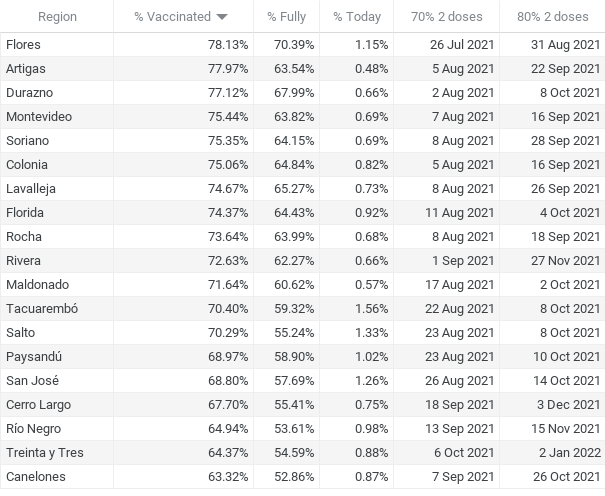 Region % Vaccinated % Fully % Today 70% 2 doses 80% 2 doses
Flores 78.13% 70.39% 1.15% 26 Jul 2021 31 Aug 2021
Artigas 77.97% 63.54% 0.48% 5 Aug 2021 22 Sep 2021
Durazno 77.12% 67.99% 0.66% 2 Aug 2021 8 Oct 2021
Montevideo 75.44% 63.82% 0.69% 7 Aug 2021 16 Sep 2021
Soriano 75.35% 64.15% 0.69% 8 Aug 2021 28 Sep 2021
Colonia 75.06% 64.84% 0.82% 5 Aug 2021 16 Sep 2021
Lavalleja 74.67% 65.27% 0.73% 8 Aug 2021 26 Sep 2021
Florida 74.37% 64.43% 0.92% 11 Aug 2021 4 Oct 2021
Rocha 73.64% 63.99% 0.68% 8 Aug 2021 18 Sep 2021
Rivera 72.63% 62.27% 0.66% 1 Sep 2021 27 Nov 2021
Maldonado 71.64% 60.62% 0.57% 17 Aug 2021 2 Oct 2021
Tacuarembó 70.40% 59.32% 1.56% 22 Aug 2021 8 Oct 2021
Salto 70.29% 55.24% 1.33% 23 Aug 2021 8 Oct 2021
Paysandú 68.97% 58.90% 1.02% 23 Aug 2021 10 Oct 2021
San José 68.80% 57.69% 1.26% 26 Aug 2021 14 Oct 2021
Cerro Largo 67.70% 55.41% 0.75% 18 Sep 2021 3 Dec 2021
Río Negro 64.94% 53.61% 0.98% 13 Sep 2021 15 Nov 2021
Treinta y Tres 64.37% 54.59% 0.88% 6 Oct 2021 2 Jan 2022
Canelones 63.32% 52.86% 0.87% 7 Sep 2021 26 Oct 2021